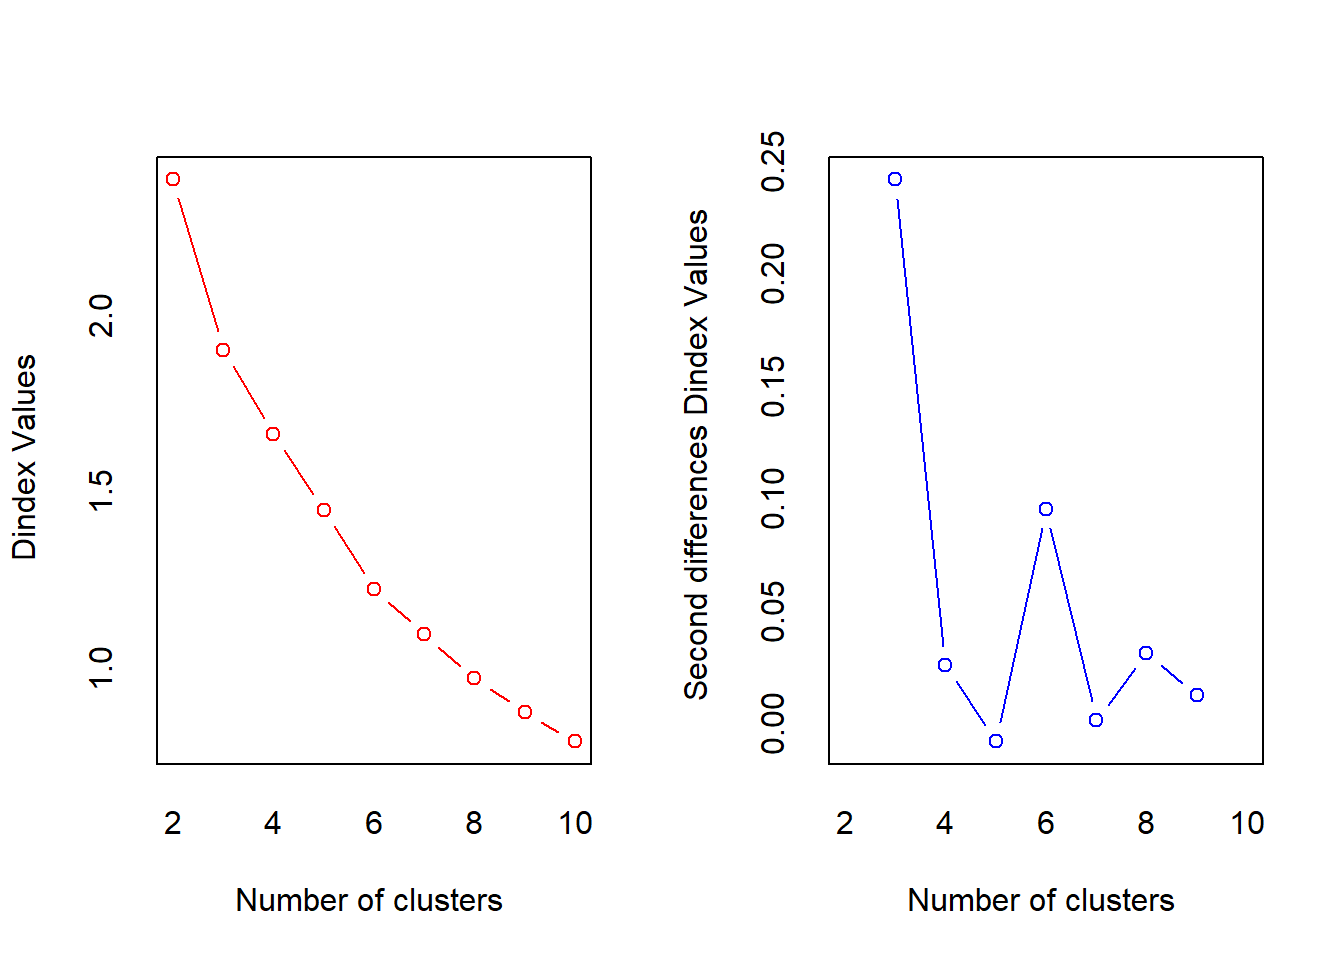 Dindex Values
2.0
1.5
1.0
2 4 6 8 10
Number of clusters
Second differences Dindex Values
0.25
0.20
0.15
0.10
0.05
0.00
2 4 6 8 10
Number of clusters